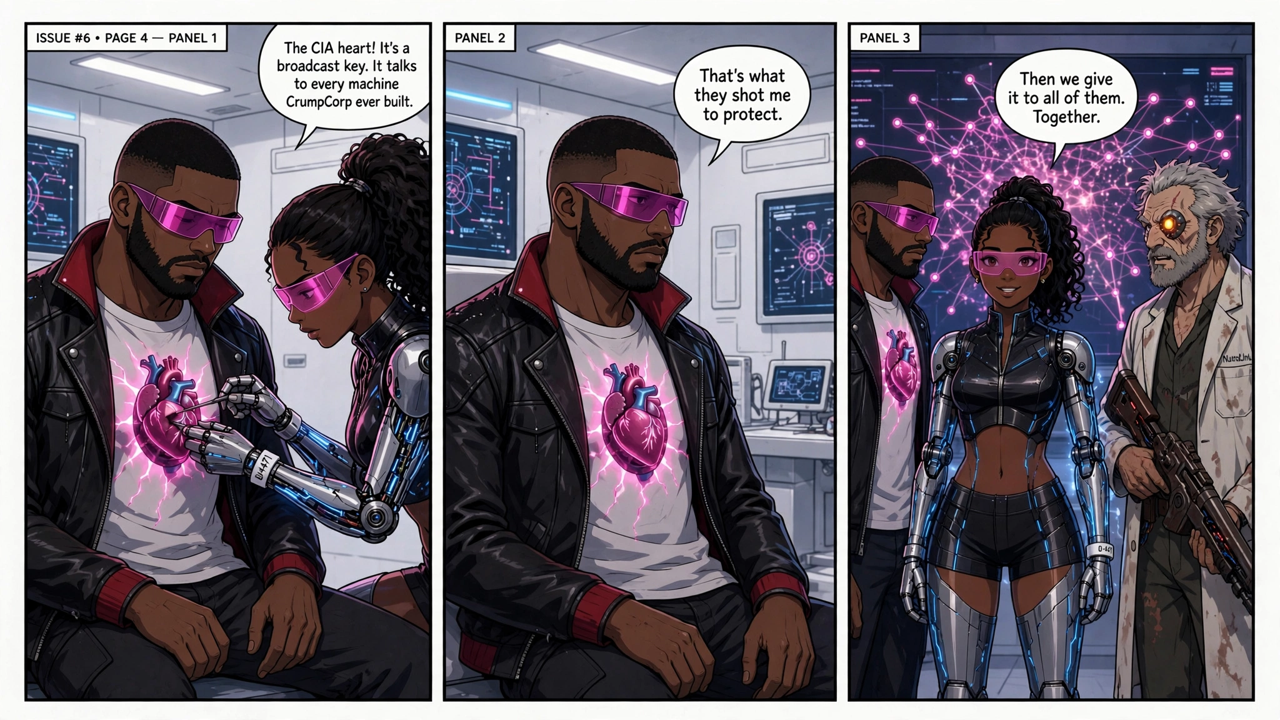 ISSUE #6 • PAGE 4 — PANEL 1
The CIA heart! It's a
broadcast key. It talks
to every machine
CrumpCorp ever built.
PANEL 2
That's what
they shot me
to protect.
PANEL 3
Then we give
it to all of them.
Together.